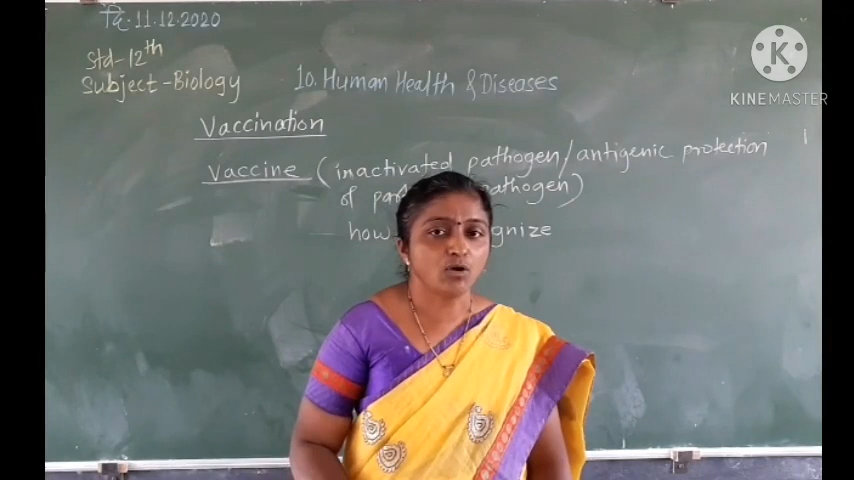 दि. 11.12.2020
Std-12th
Subject-Biology
10. Human Health & Diseases
Vaccination
Vaccine (inactivated pathogen/antigenic protection
of pathogen)
how
KINEMASTER